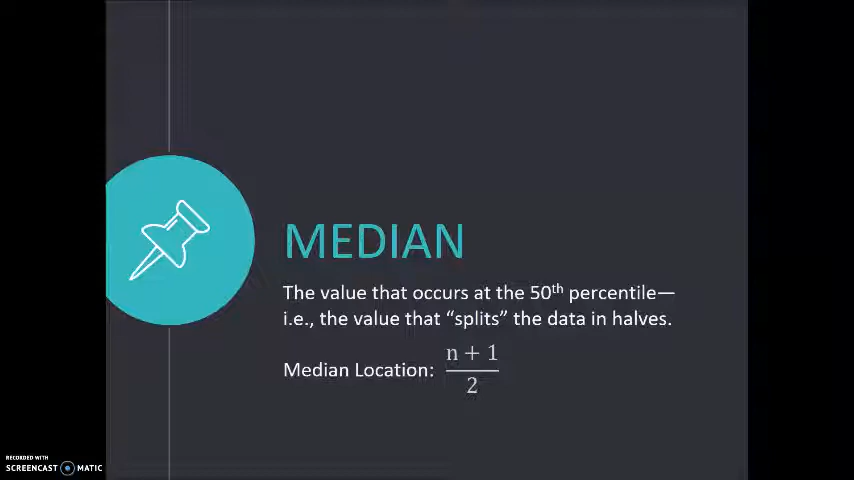 MEDIAN
The value that occurs at the 50th percentile—
i.e., the value that “splits” the data in halves.
Median Location: n + 1
2
RECORDED WITH
SCREENCAST MATIC